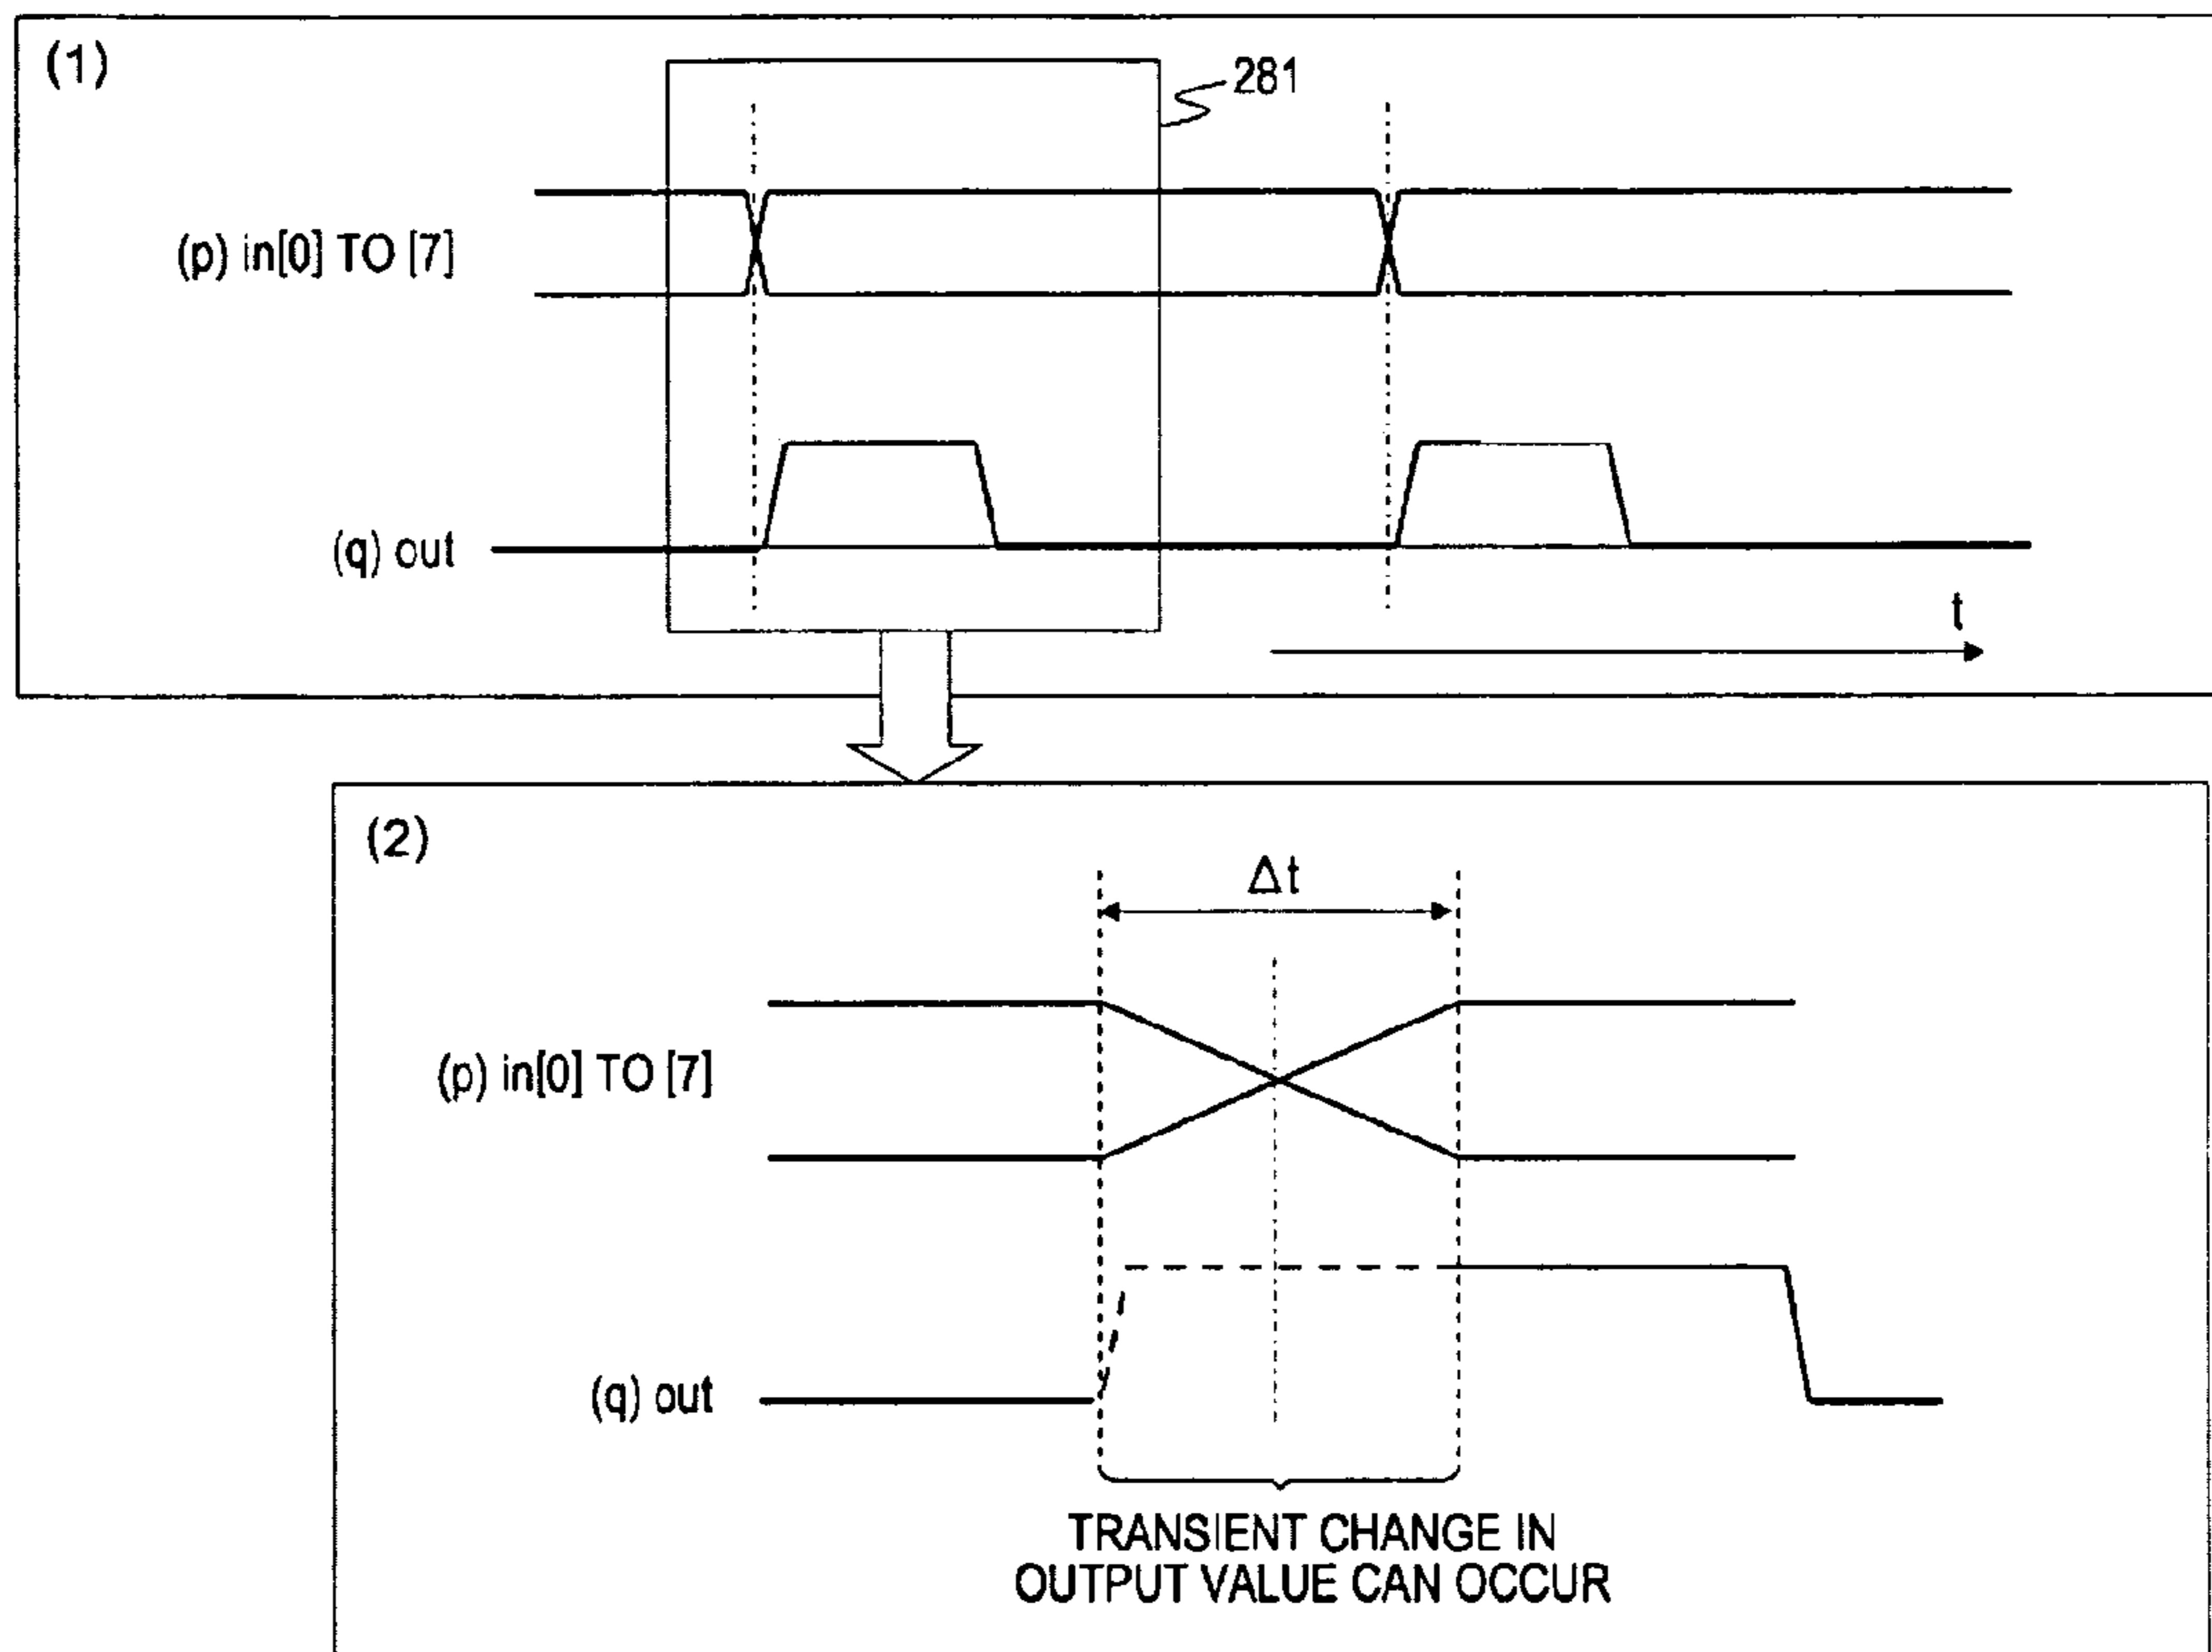 (1)
281
(p) in[0] TO [7]
(q) out
t
(2)
Δt
(p) in[0] TO [7]
(q) out
TRANSIENT CHANGE IN
OUTPUT VALUE CAN OCCUR